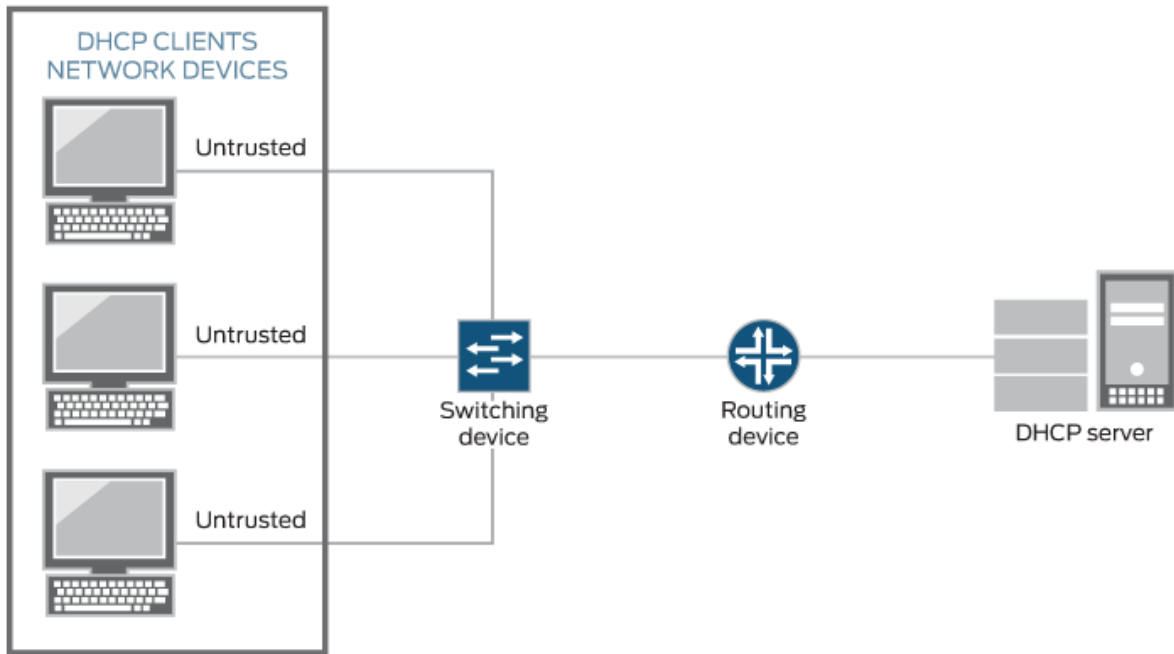 DHCP CLIENTS
NETWORK DEVICES
Untrusted
Untrusted
Switching
device
Routing
device
DHCP server
Untrusted